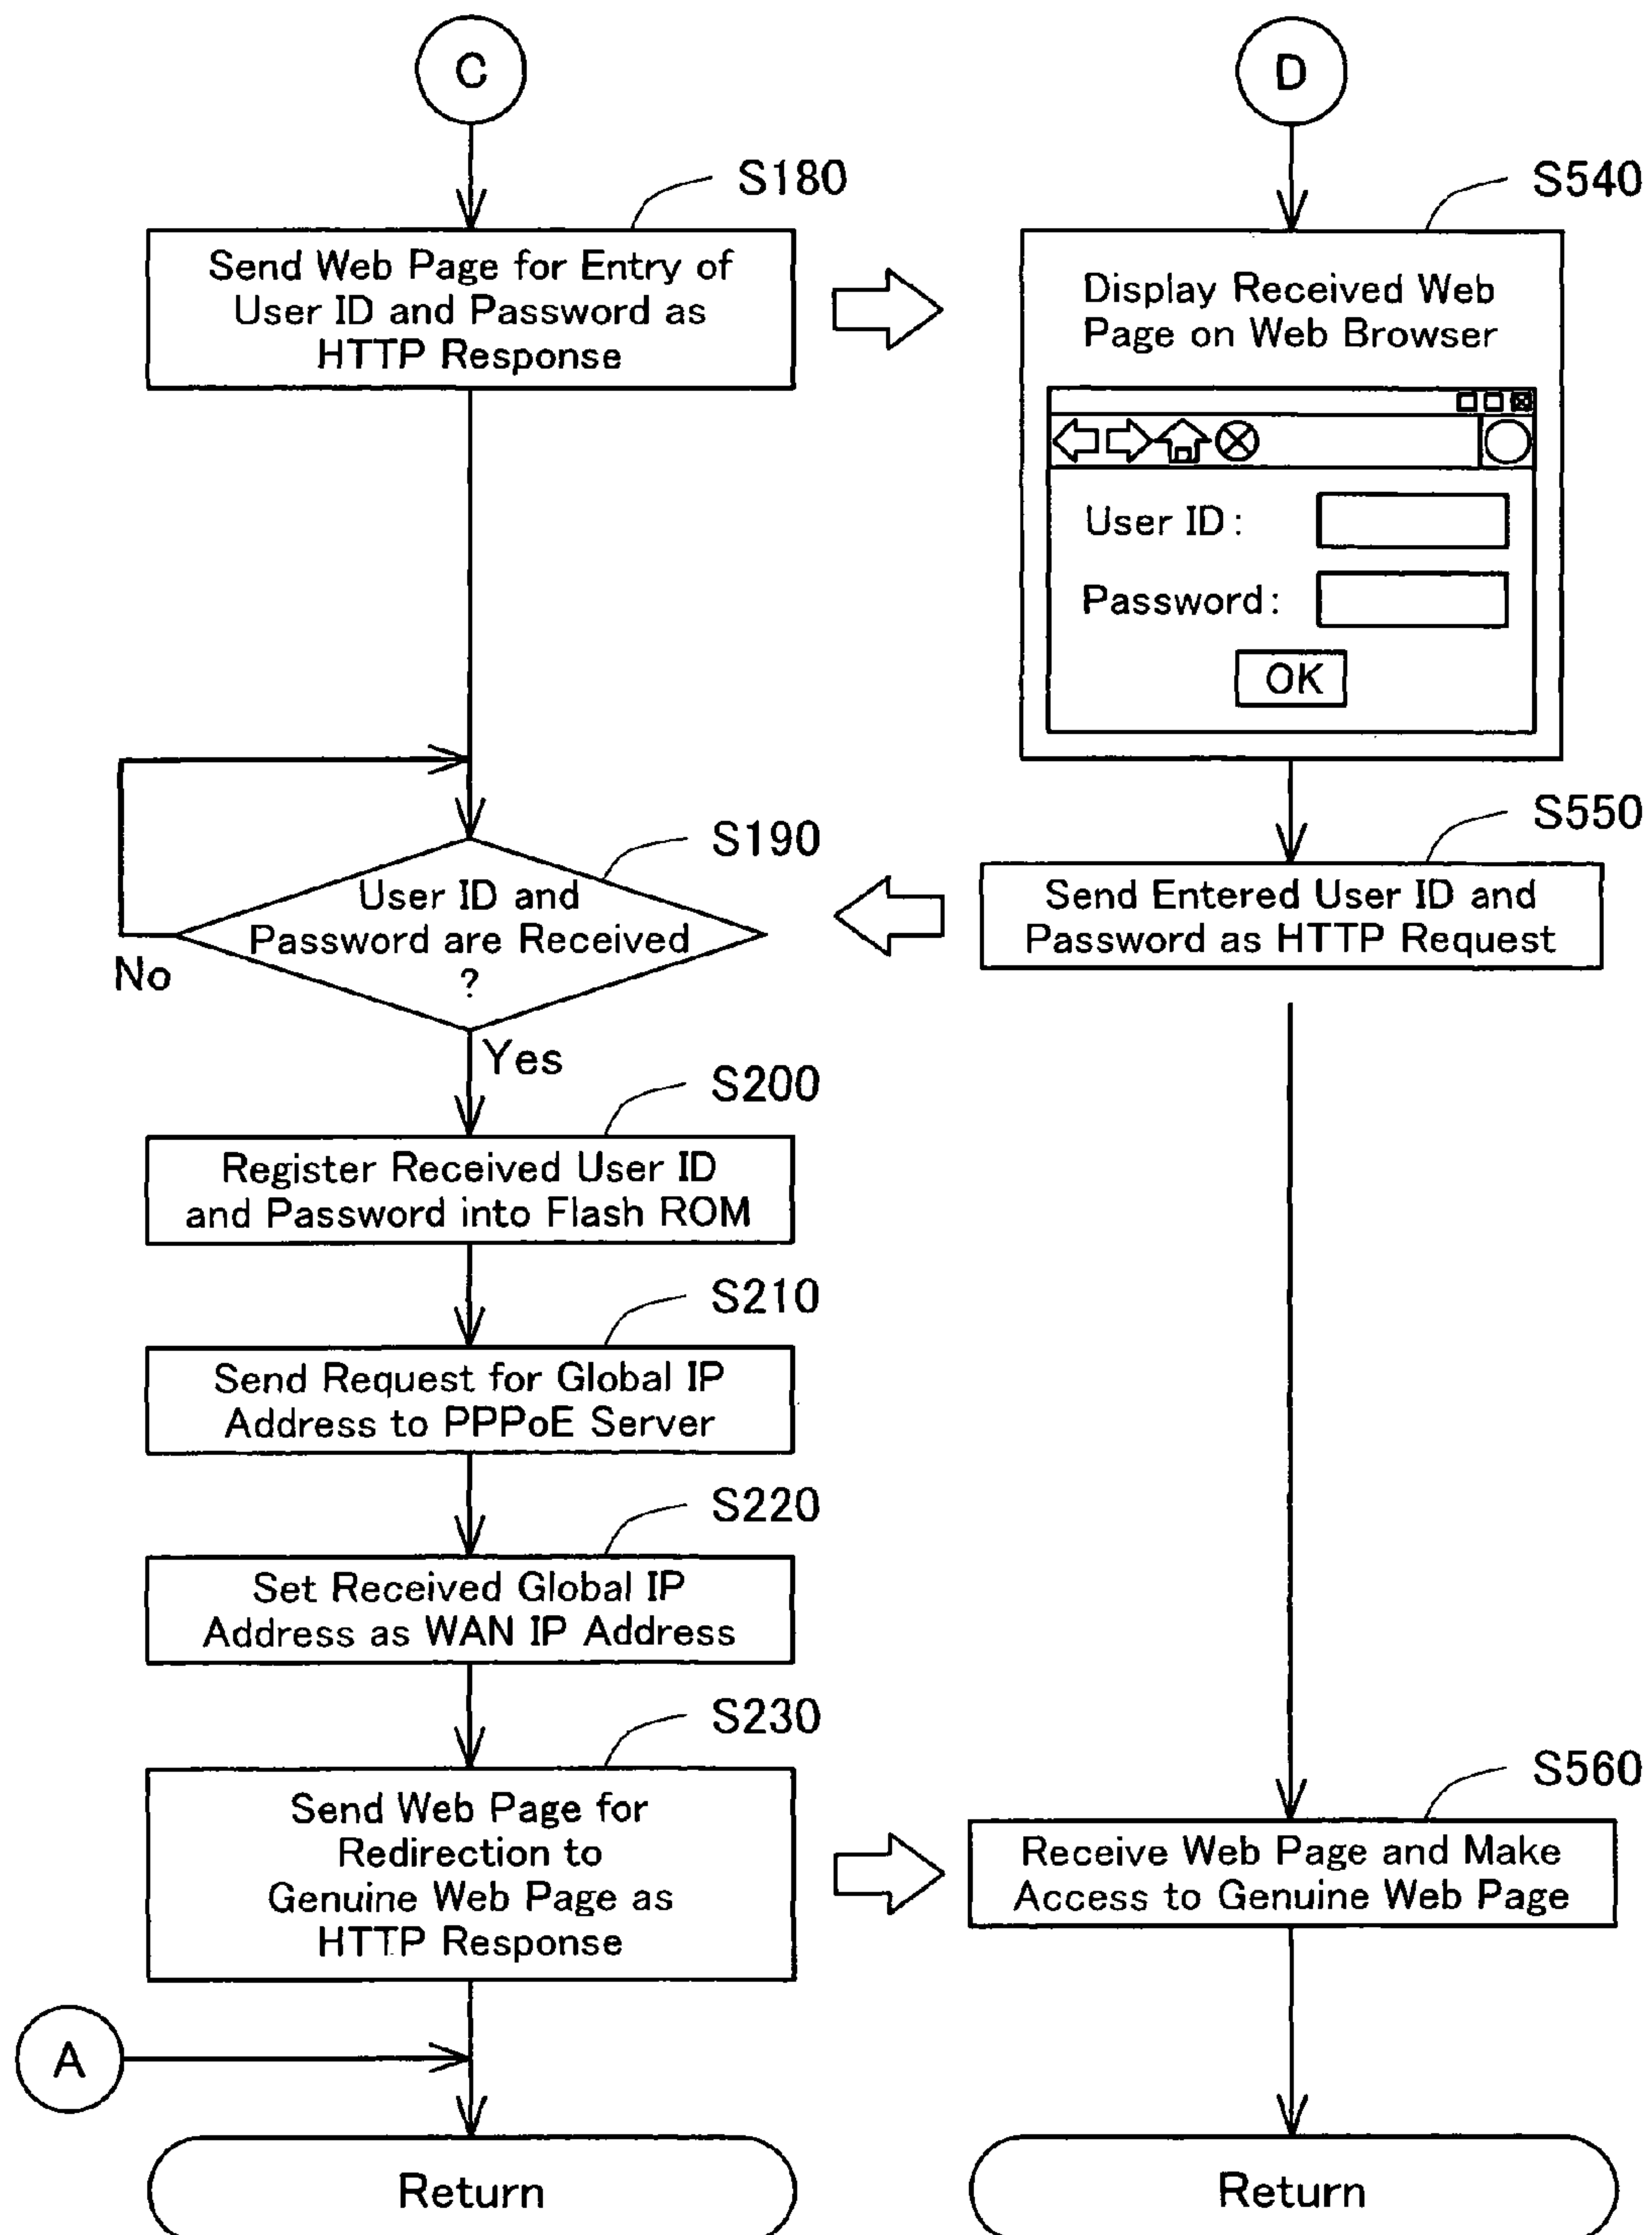 C
S180
Send Web Page for Entry of
User ID and Password as
HTTP Response
S190
User ID and
Password are Received
?
No
Yes
S200
Register Received User ID
and Password into Flash ROM
S210
Send Request for Global IP
Address to PPPoE Server
S220
Set Received Global IP
Address as WAN IP Address
S230
Send Web Page for
Redirection to
Genuine Web Page as
HTTP Response
A
Return
D
S540
Display Received Web
Page on Web Browser
User ID :
Password :
OK
S550
Send Entered User ID and
Password as HTTP Request
S560
Receive Web Page and Make
Access to Genuine Web Page
Return